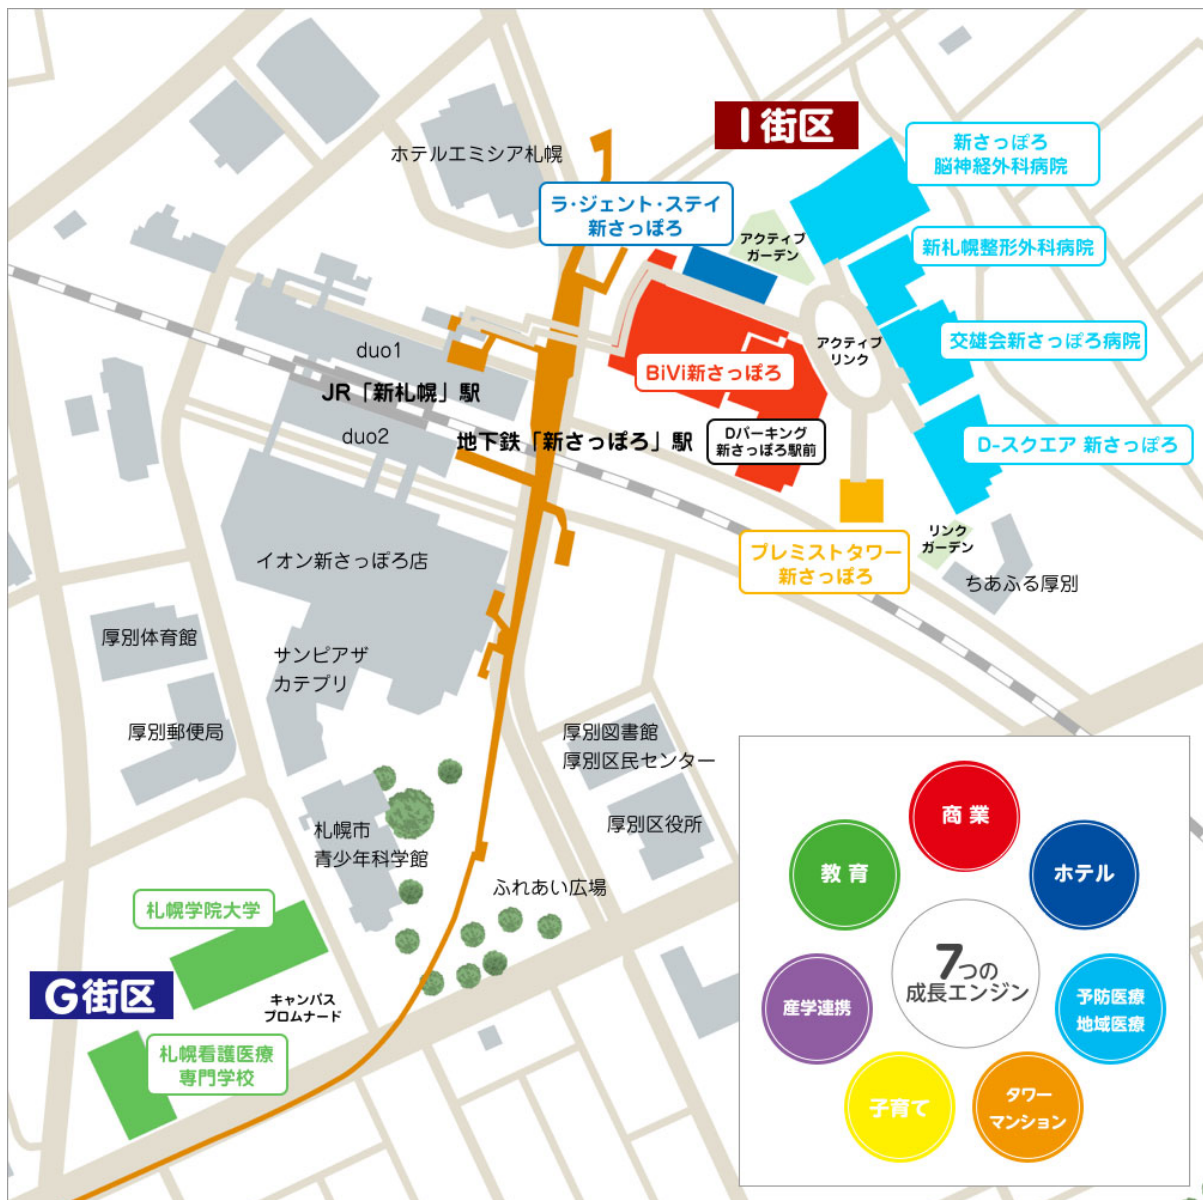 I街区
新さっぽろ
脳神経外科病院
ホテルエミシア札幌
ラ・ジェント・ステイ
新さっぽろ
アクティブ
ガーデン
新札幌整形外科病院
アクティブ
リンク
交雄会新さっぽろ病院
duo1
BiVi新さっぽろ
JR「新札幌」駅
duo2
地下鉄「新さっぽろ」駅
Dパーキング
新さっぽろ駅前
D-スクエア 新さっぽろ
リンク
ガーデン
プレミストタワー
新さっぽろ
イオン新さっぽろ店
ちあふる厚別
厚別体育館
サンピアザ
カテプリ
厚別郵便局
厚別図書館
厚別区民センター
札幌市
青少年科学館
厚別区役所
ふれあい広場
札幌学院大学
G街区
キャンパス
プロムナード
札幌看護医療
専門学校
商業
教育
ホテル
7つの
成長エンジン
産学連携
予防医療
地域医療
子育て
タワー
マンション